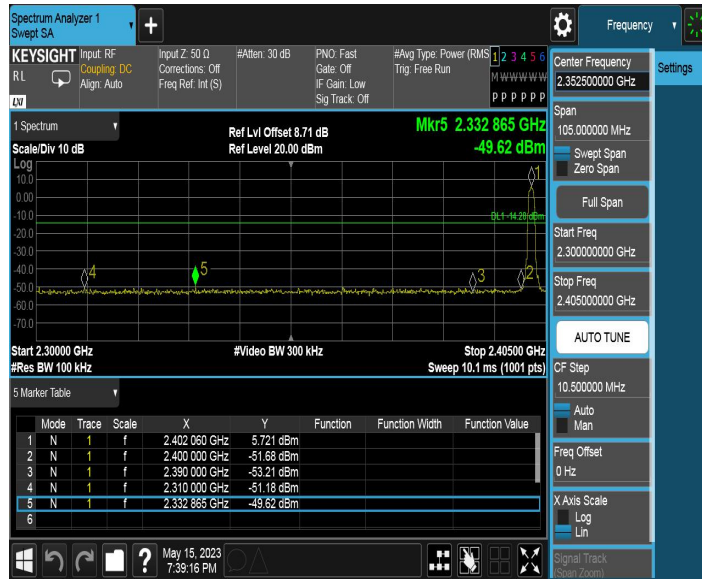 Spectrum Analyzer 1
Swept SA
+
Frequency
KEYSIGHT
RL
LXI
Input: RF
Coupling: DC
Align: Auto
Input Z: 50 Ω
Corrections: Off
Freq Ref: Int (S)
#Atten: 30 dB
PNO: Fast
Gate: Off
IF Gain: Low
Sig Track: Off
#Avg Type: Power (RMS
Trig: Free Run
1 2 3 4 5 6
M W W W W W
P P P P P P
Center Frequency
2.352500000 GHz
Settings
Span
105.000000 MHz
Swept Span
Zero Span
Full Span
Start Freq
2.300000000 GHz
Stop Freq
2.405000000 GHz
AUTO TUNE
CF Step
10.500000 MHz
Auto
Man
Freq Offset
0 Hz
X Axis Scale
Log
Lin
Signal Track
(Span Zoom)
1 Spectrum
Scale/Div 10 dB
Ref Lvl Offset 8.71 dB
Ref Level 20.00 dBm
Mkr5 2.332 865 GHz
-49.62 dBm
Log
10.0
0.00
-10.0
-20.0
-30.0
-40.0
-50.0
-60.0
-70.0
1
DL1 -14.28 dBm
4
5
3
2
Start 2.30000 GHz
#Video BW 300 kHz
Stop 2.40500 GHz
#Res BW 100 kHz
Sweep 10.1 ms (1001 pts)
5 Marker Table
Mode Trace Scale X Y Function Function Width Function Value
1 N 1 f 2.402 060 GHz 5.721 dBm
2 N 1 f 2.400 000 GHz -51.68 dBm
3 N 1 f 2.390 000 GHz -53.21 dBm
4 N 1 f 2.310 000 GHz -51.18 dBm
5 N 1 f 2.332 865 GHz -49.62 dBm
6
?
May 15, 2023
7:39:16 PM